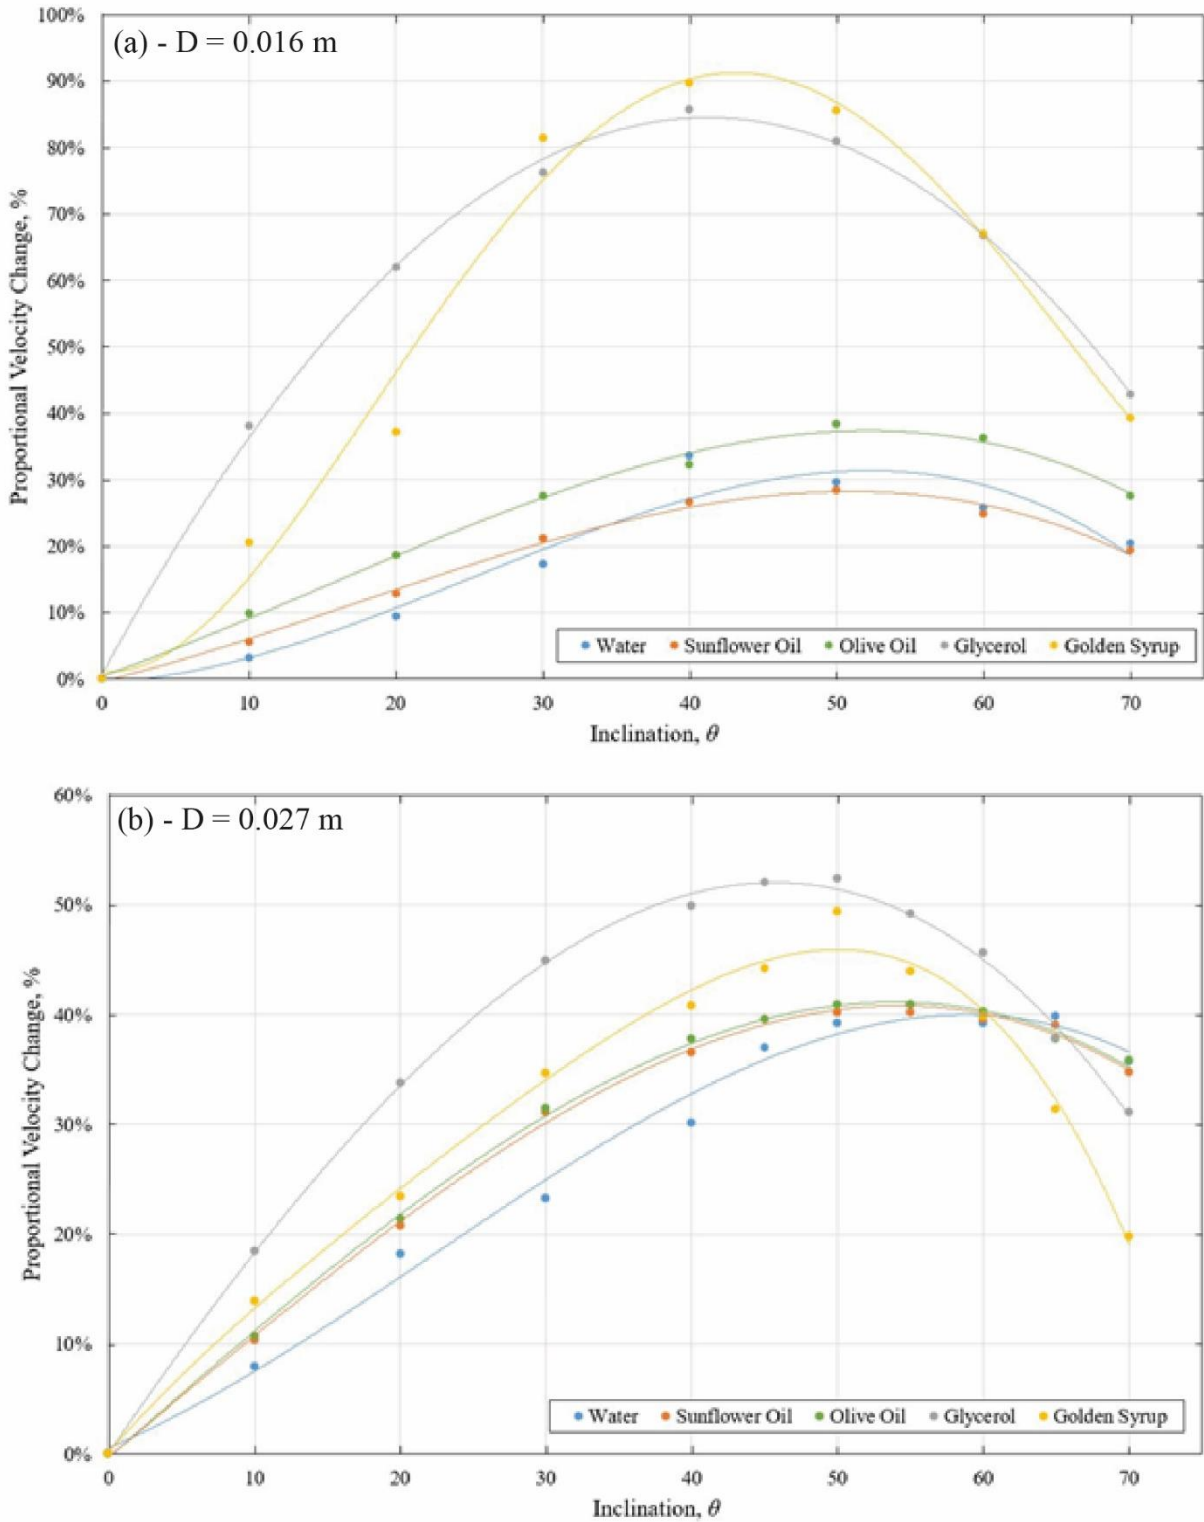 (a) - D = 0.016 m
100%
90%
80%
70%
60%
50%
40%
30%
20%
10%
0%
Proportional Velocity Change, %
Water Sunflower Oil Olive Oil Glycerol Golden Syrup
0 10 20 30 40 50 60 70
Inclination, θ
(b) - D = 0.027 m
60%
50%
40%
30%
20%
10%
0%
Proportional Velocity Change, %
Water Sunflower Oil Olive Oil Glycerol Golden Syrup
0 10 20 30 40 50 60 70
Inclination, θ